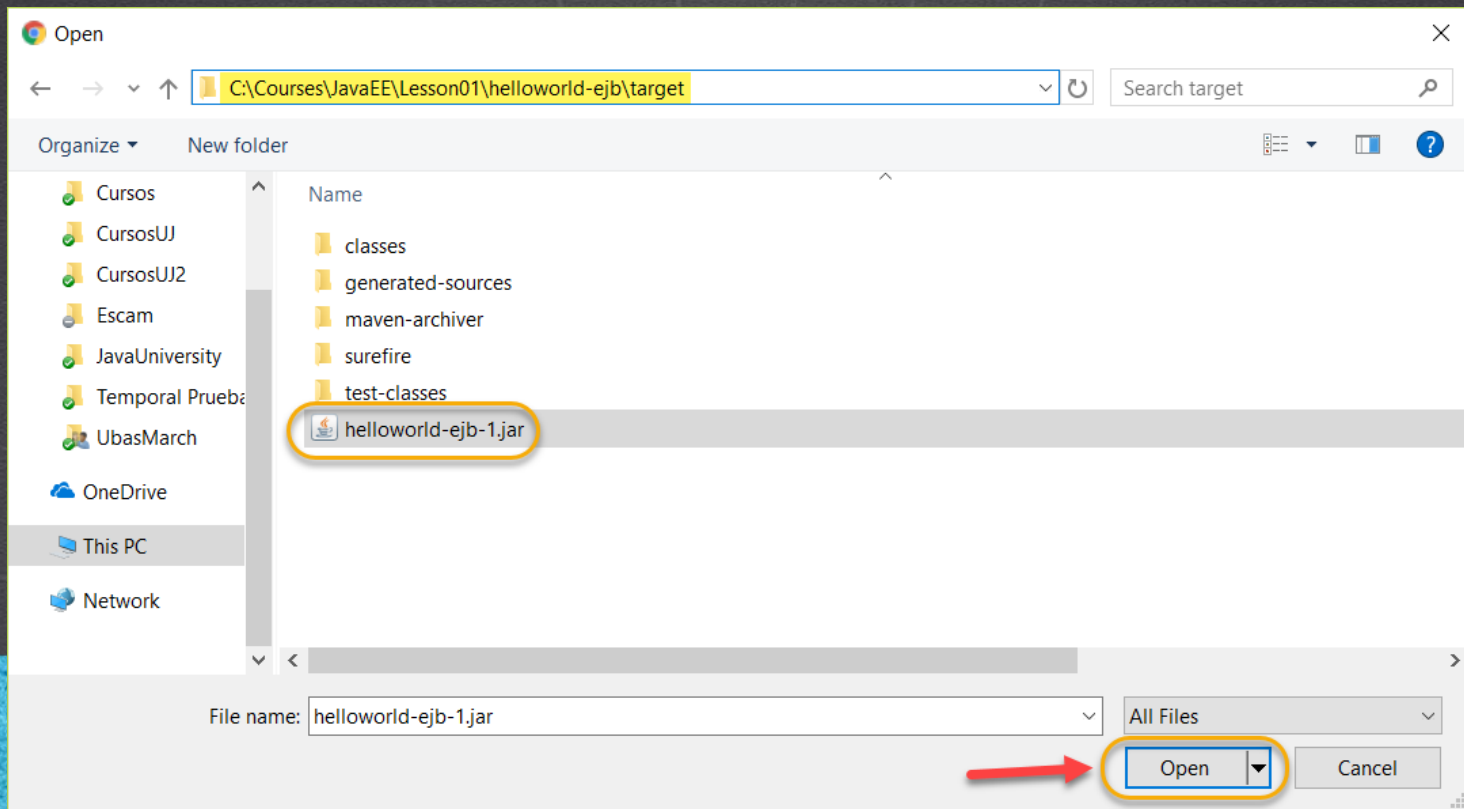 Open
C:\Courses\JavaEE\Lesson01\helloworld-ejb\target
Search target
Organize
New folder
?
Cursos
CursosUJ
CursosUJ2
Escam
JavaUniversity
Temporal Prueba
UbasMarch
OneDrive
This PC
Network
Name
classes
generated-sources
maven-archiver
surefire
test-classes
helloworld-ejb-1.jar
File name:
helloworld-ejb-1.jar
All Files
Open
Cancel